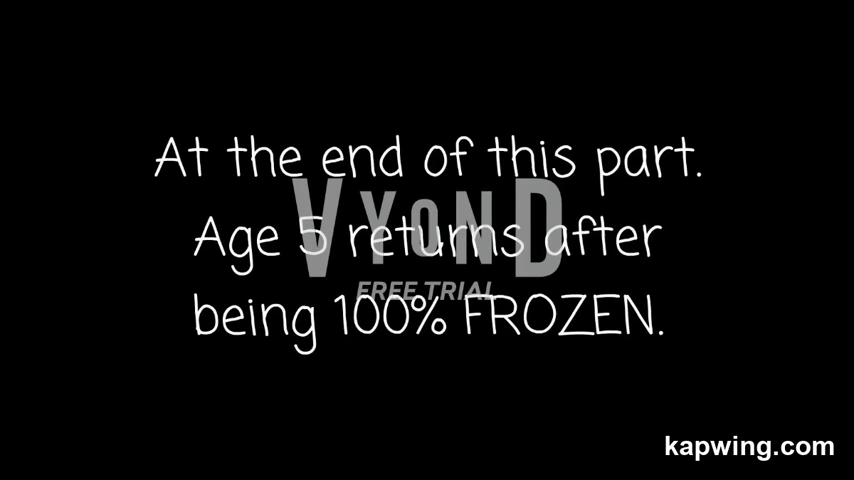 At the end of this part.
VYOND
Age 5 returns after
FREE TRIAL
being 100% FROZEN.
kapwing.com